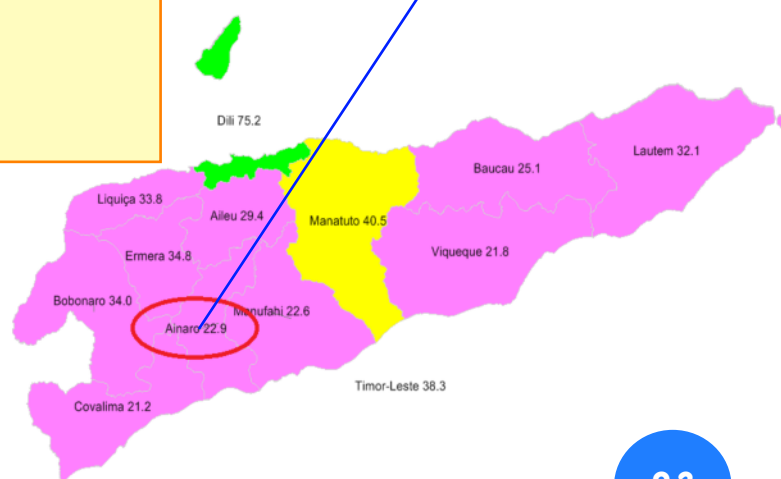 Dili 75.2
Lautem 32.1
Baucau 25.1
Liquiça 33.8
Aileu 29.4
Manatuto 40.5
Viqueque 21.8
Ermera 34.8
Bobonaro 34.0
Manufahi 22.6
Ainaro 22.9
Timor-Leste 38.3
Covalima 21.2